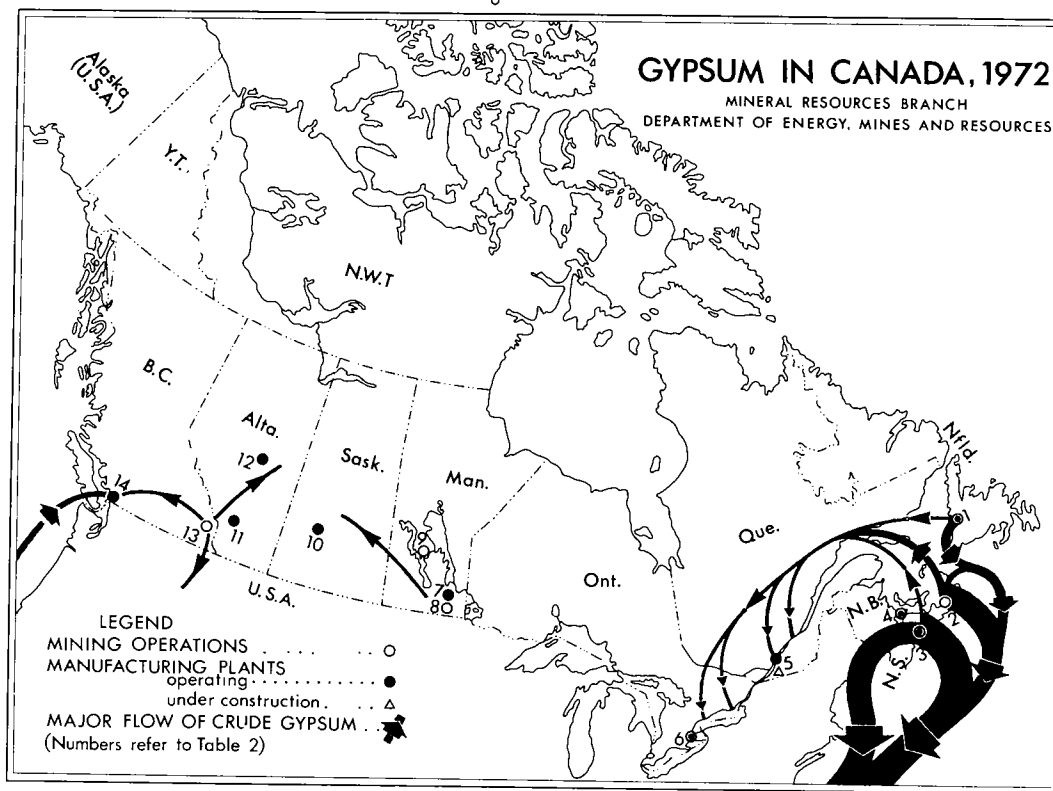 GYPSUM IN CANADA, 1972
MINERAL RESOURCES BRANCH
DEPARTMENT OF ENERGY, MINES AND RESOURCES
Alaska
(U.S.A.)
Y.T.
N.W.T
B.C.
Alta.
Sask.
Man.
Ont.
Que.
Nfld.
N.B.
N.S.
U.S.A.
14
13
12
11
10
9
7
8
6
5
4
3
2
1
LEGEND
MINING OPERATIONS . . . . . . . . O
MANUFACTURING PLANTS
operating . . . . . . . . . . . . ●
under construction . . . . △
MAJOR FLOW OF CRUDE GYPSUM . . .
(Numbers refer to Table 2)